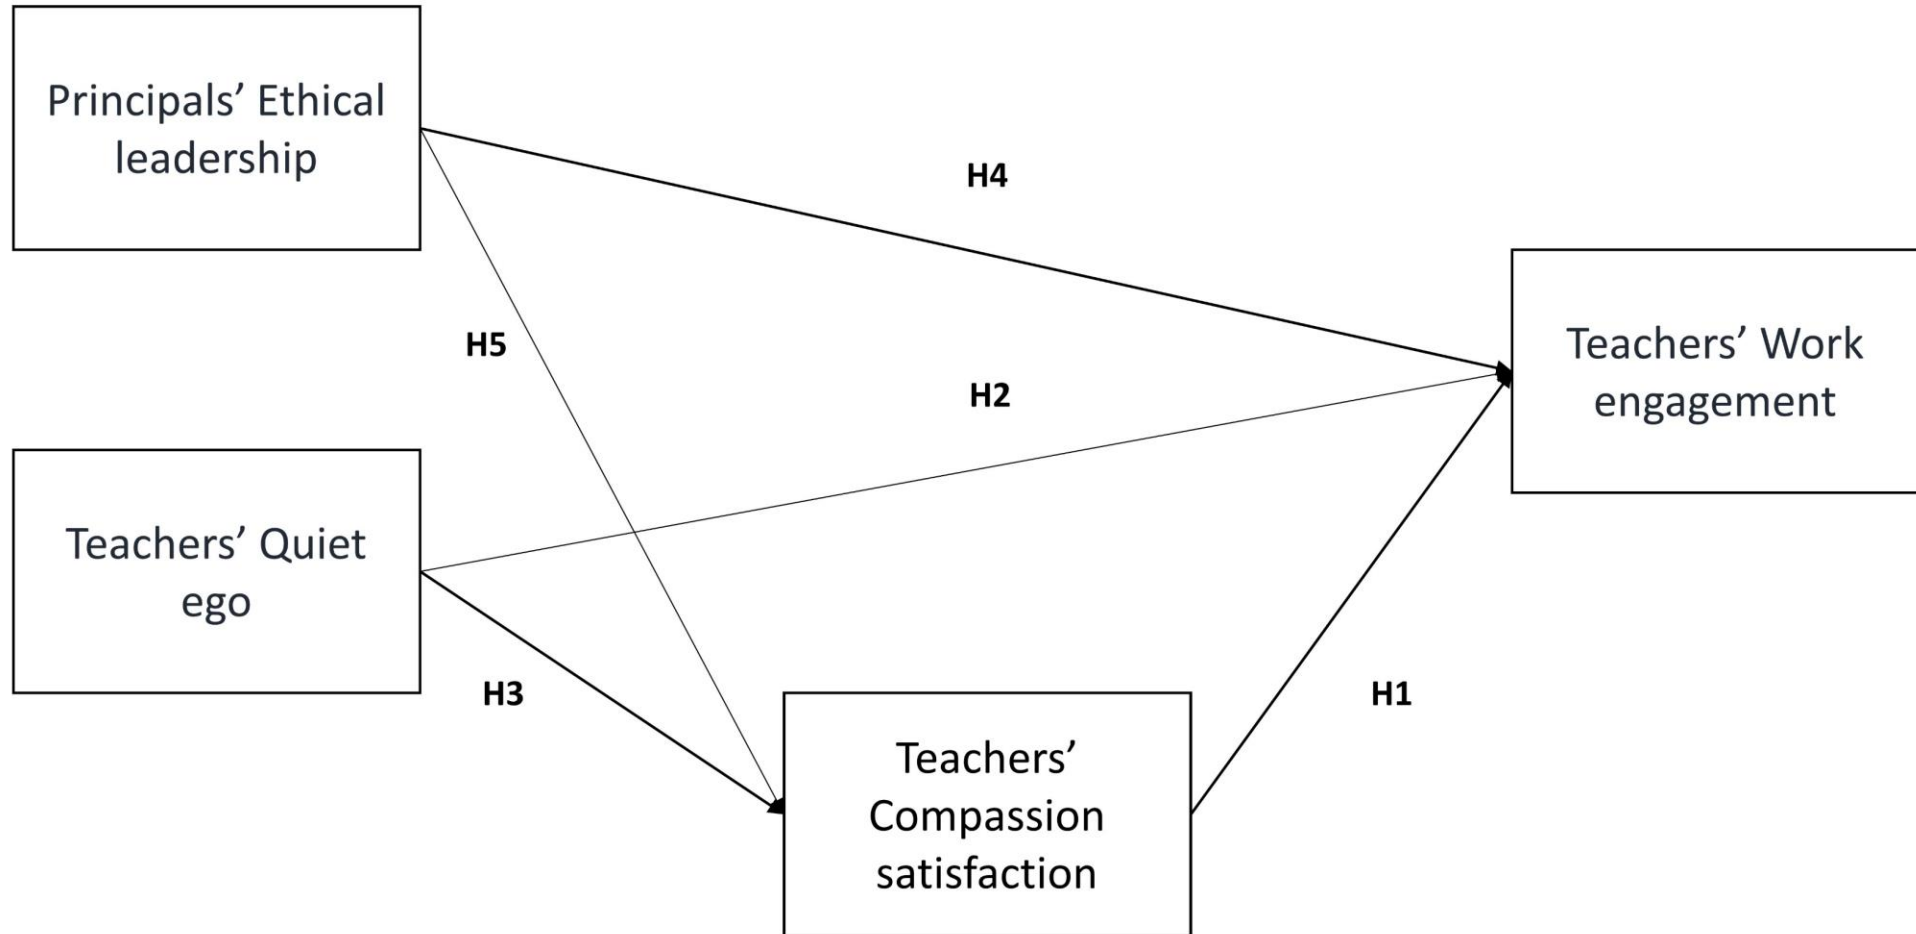 Principals’ Ethical
leadership
H4
H5
H2
Teachers’ Work
engagement
Teachers’ Quiet
ego
H3
H1
Teachers’
Compassion
satisfaction